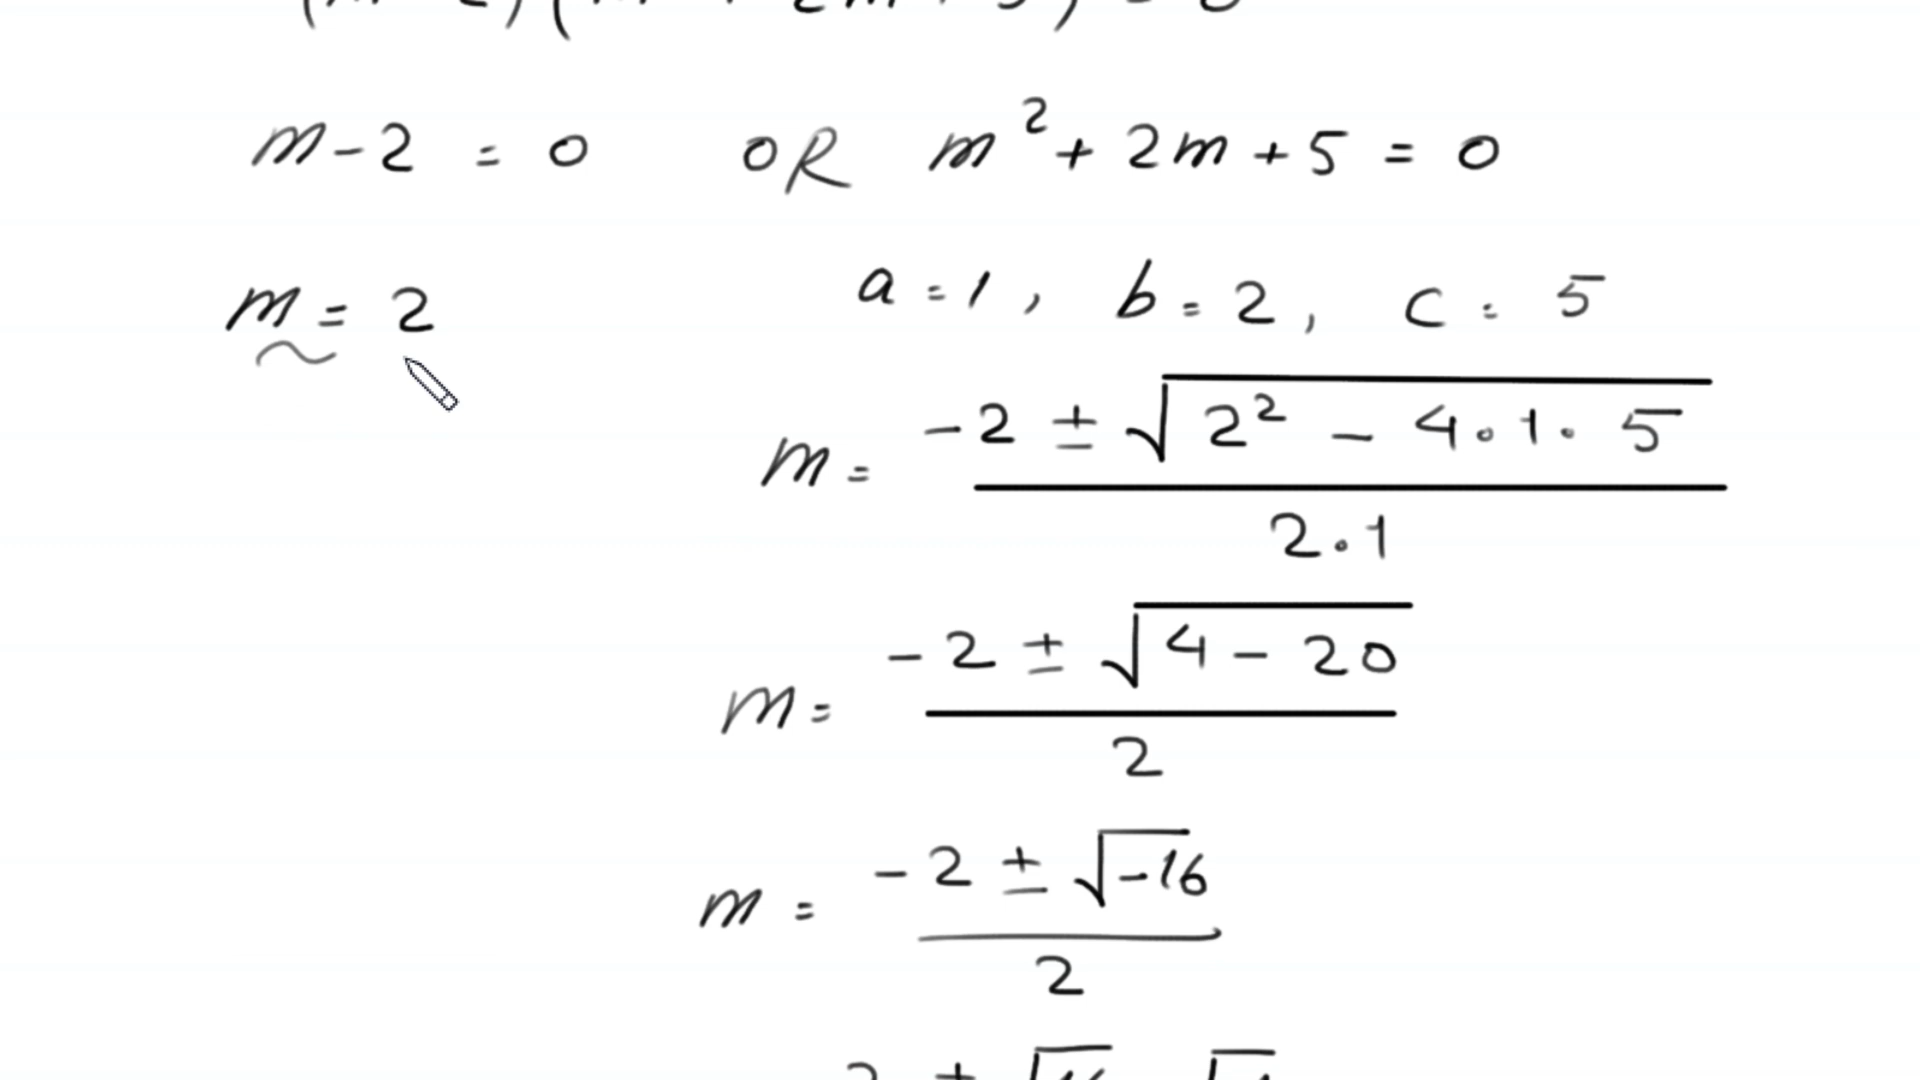 m - 2 = 0 OR m² + 2m + 5 = 0
m = 2
a = 1, b = 2, c = 5
m = (-2 ± √(2² - 4.1.5)) / 2.1
m = (-2 ± √(4 - 20)) / 2
m = (-2 ± √-16) / 2